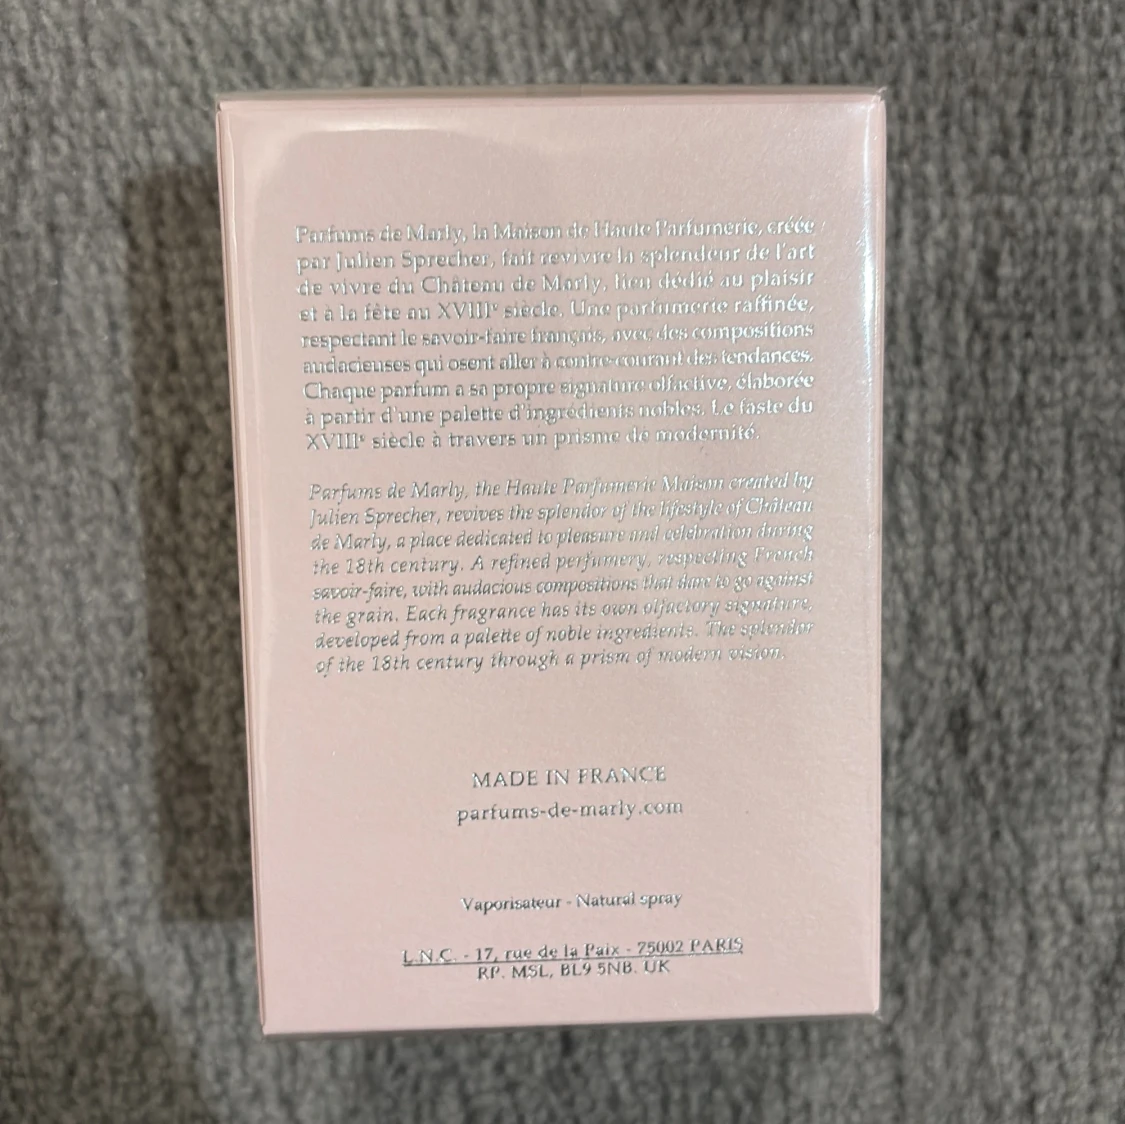 Parfums de Marly, la Maison de Haute Parfumerie, créée
par Julien Sprecher, fait revivre la splendeur de l'art
de vivre du Château de Marly, lieu dédié au plaisir
et à la fête au XVIIIᵉ siècle. Une parfumerie raffinée,
respectant le savoir-faire français, avec des compositions
audacieuses qui osent aller à contre-courant des tendances.
Chaque parfum a sa propre signature olfactive, élaborée
à partir d'une palette d'ingrédients nobles. Le faste du
XVIIIᵉ siècle à travers un prisme de modernité.
Parfums de Marly, the Haute Parfumerie Maison created by
Julien Sprecher, revives the splendor of the lifestyle of Château
de Marly, a place dedicated to pleasure and celebration during
the 18th century. A refined perfumery, respecting French
savoir-faire, with audacious compositions that dare to go against
the grain. Each fragrance has its own olfactory signature,
developed from a palette of noble ingredients. The splendor
of the 18th century through a prism of modern vision.
MADE IN FRANCE
parfums-de-marly.com
Vaporisateur - Natural spray
L.N.C. - 17, rue de la Paix - 75002 PARIS
RP. MSL, BL9 5NB. UK